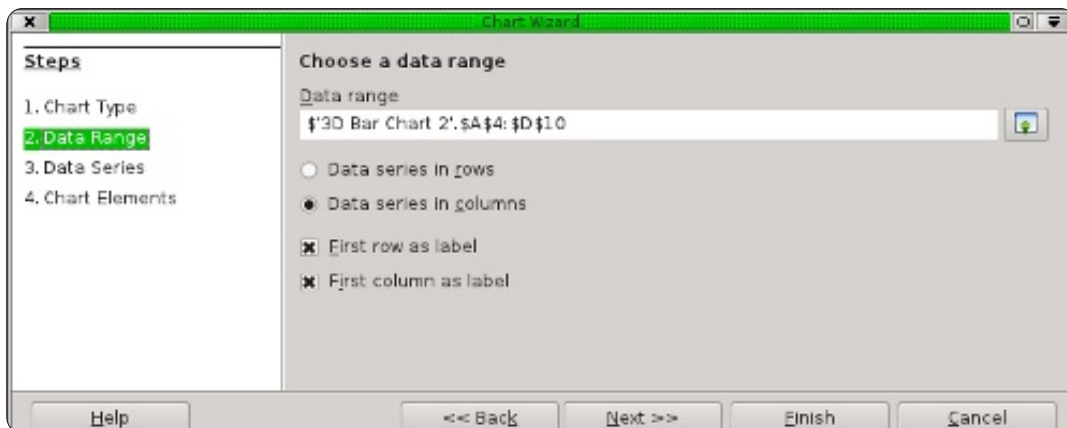 Chart Wizard
Steps
1. Chart Type
2. Data Range
3. Data Series
4. Chart Elements
Choose a data range
Data range
$'3D Bar Chart 2'.$A$4:$D$10
Data series in rows
Data series in columns
First row as label
First column as label
Help
<< Back
Next >>
Finish
Cancel